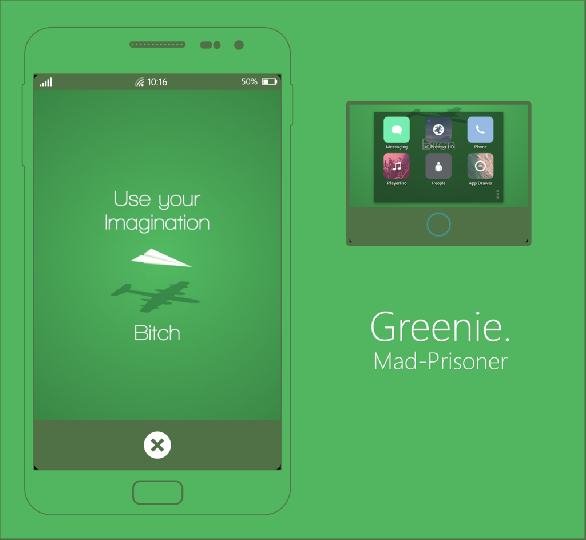 10:16
50%
Use your
Imagination
Bitch
Messaging
Phone
People
App Drawer
Greenie.
Mad-Prisoner